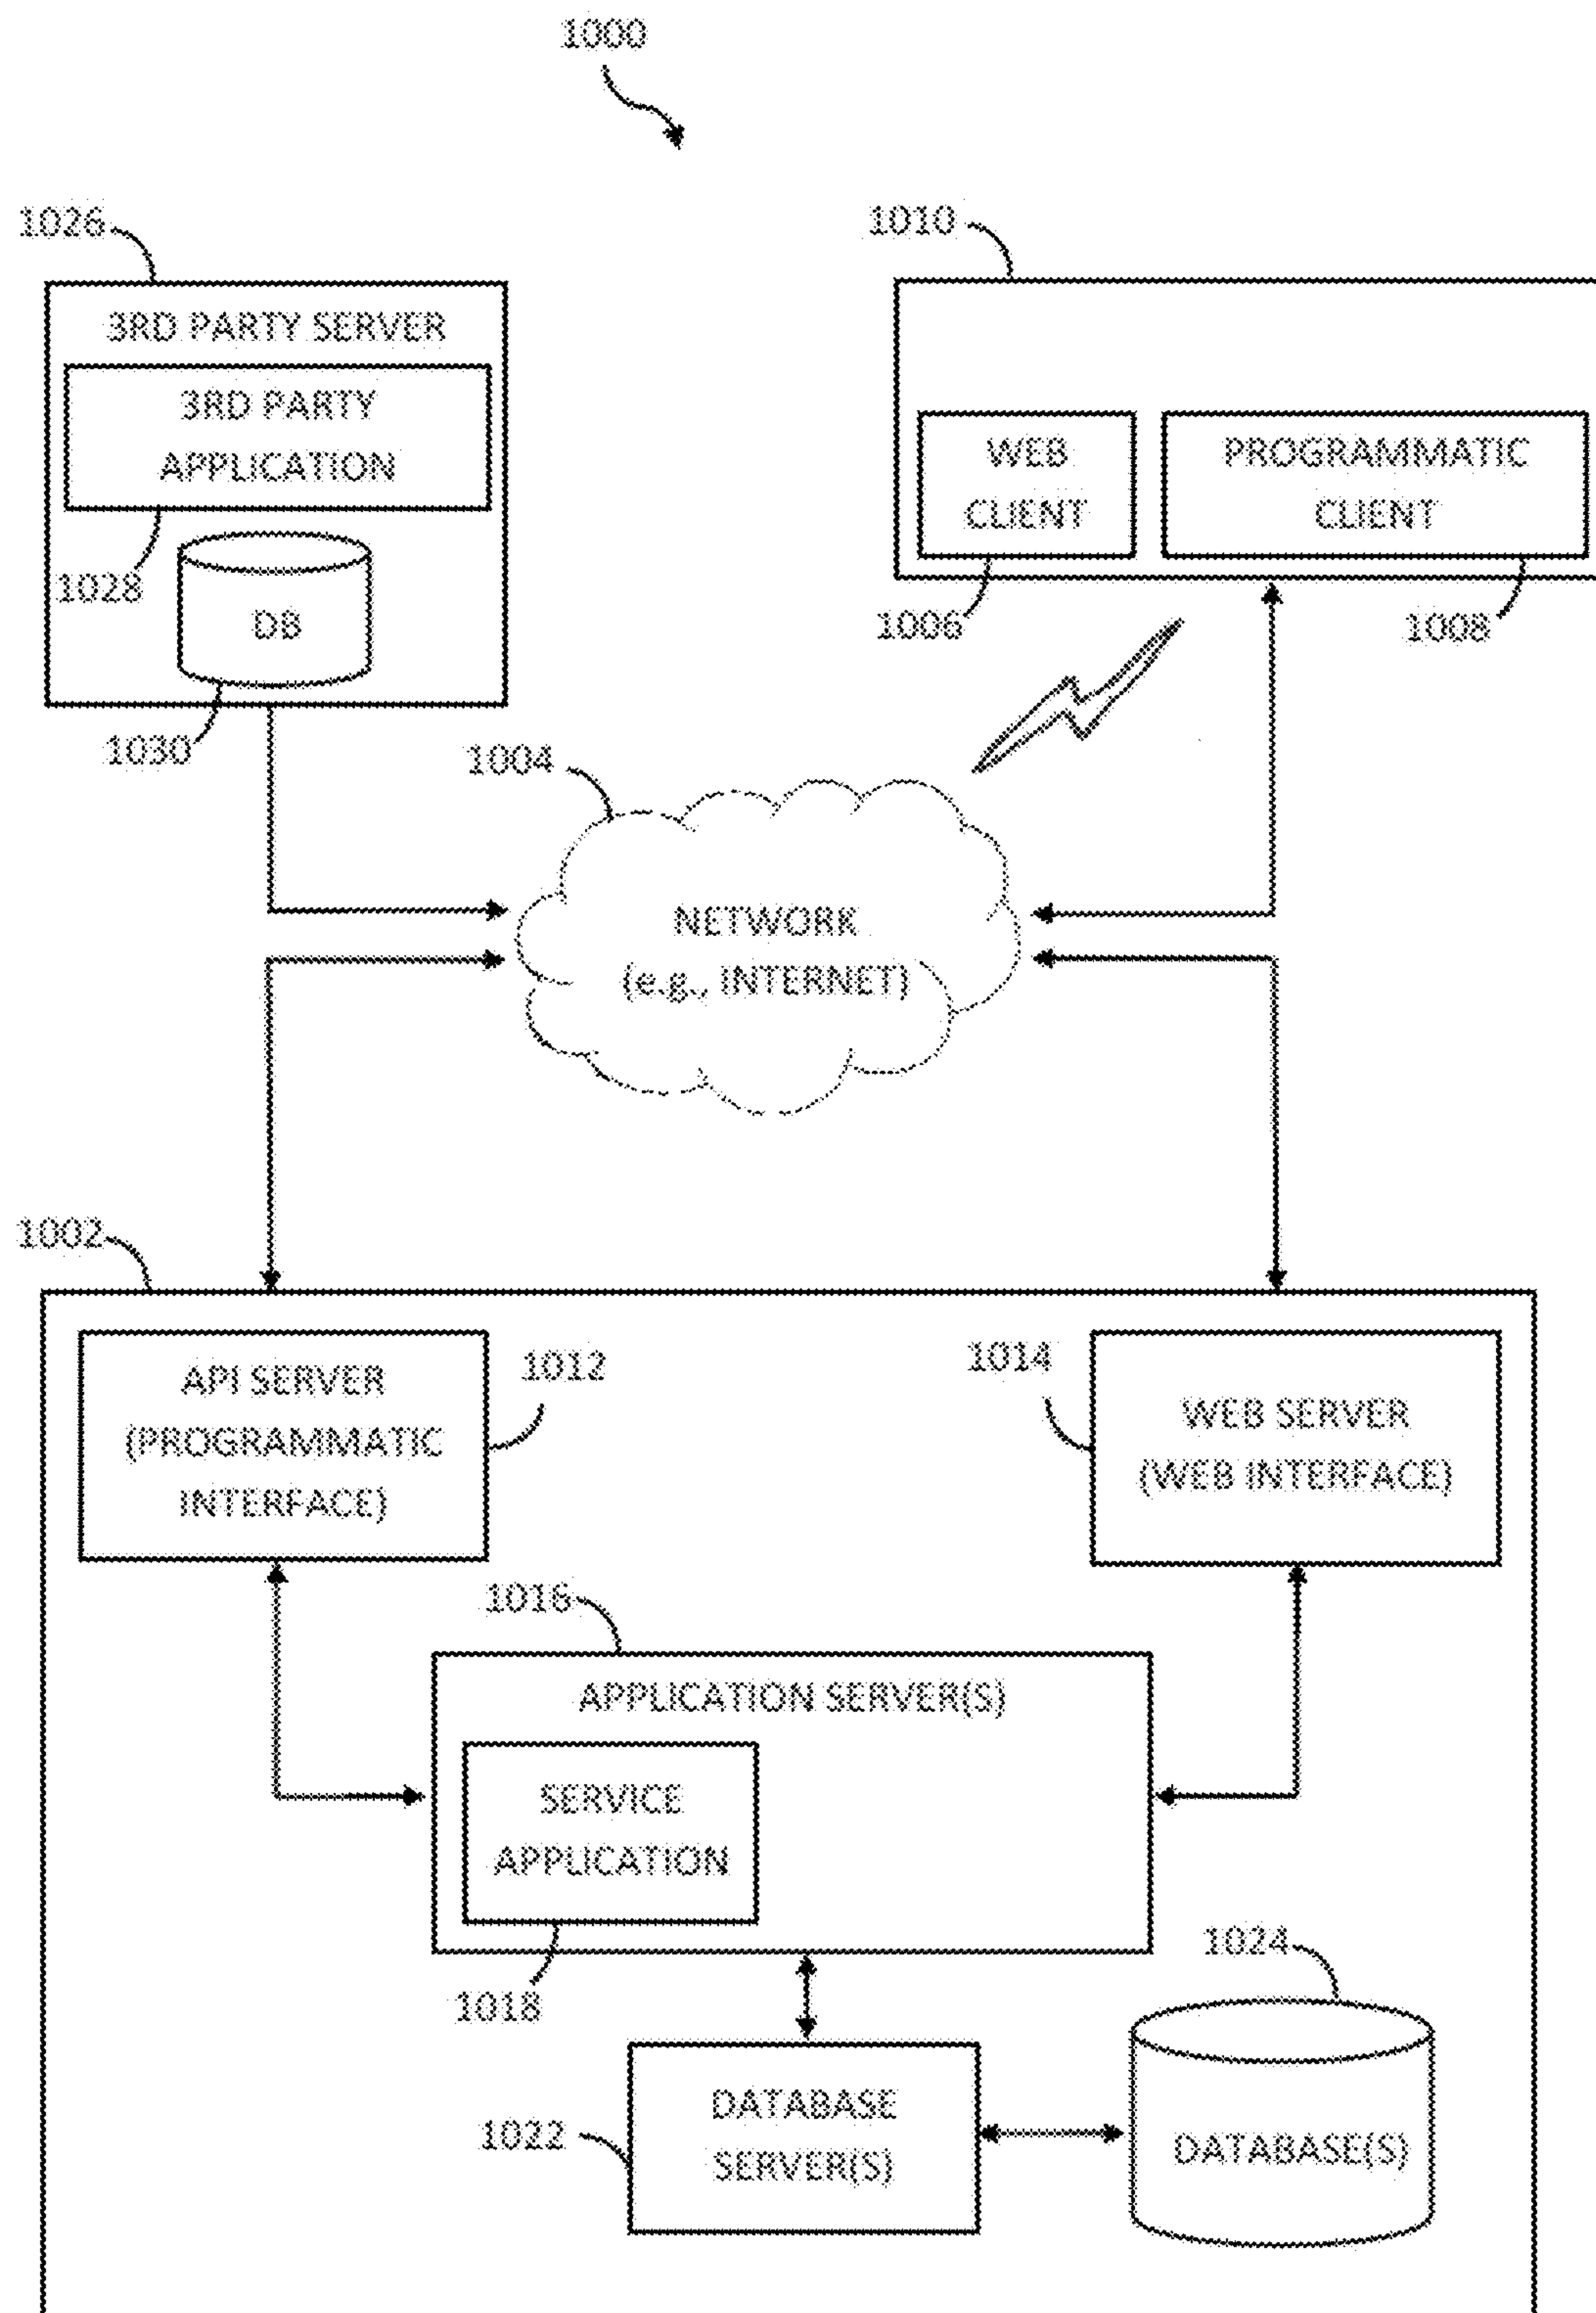 1000
1026
1010
3RD PARTY SERVER
3RD PARTY
APPLICATION
WEB
CLIENT
PROGRAMMATIC
CLIENT
1028
DB
1006
1008
1030
1004
NETWORK
(e.g., INTERNET)
1002
API SERVER
(PROGRAMMATIC
INTERFACE)
1012
1014
WEB SERVER
(WEB INTERFACE)
1016
APPLICATION SERVER(S)
SERVICE
APPLICATION
1024
1018
DATABASE
SERVER(S)
1022
DATABASE(S)